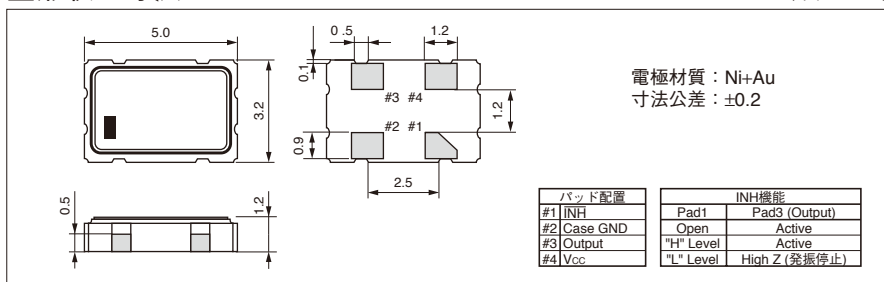 5.0
0.5
1.2
0.1
#3 #4
#2 #1
3.2
1.2
0.9
2.5
0.5
1.2
電極材質：Ni+Au
寸法公差：±0.2
パッド配置
#1 INH
#2 Case GND
#3 Output
#4 Vcc
INH機能
Pad1 Pad3 (Output)
Open Active
"H" Level Active
"L" Level High Z (発振停止)